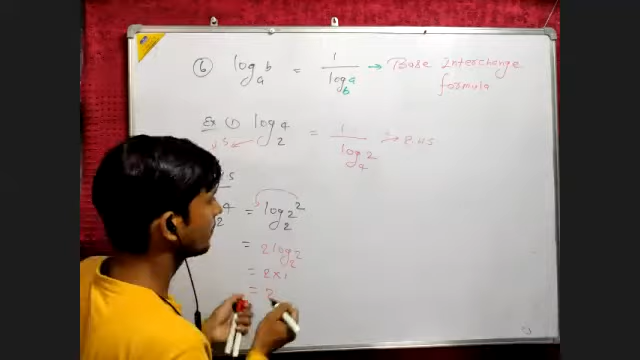 ⑥ log_a b = 1 / log_b a → Base Interchange formula
Ex ① log_2 4 = 1 / log_4 2 → R.H.S
= log_2 2^2
= 2 log_2 2
= 2 × 1
= 2